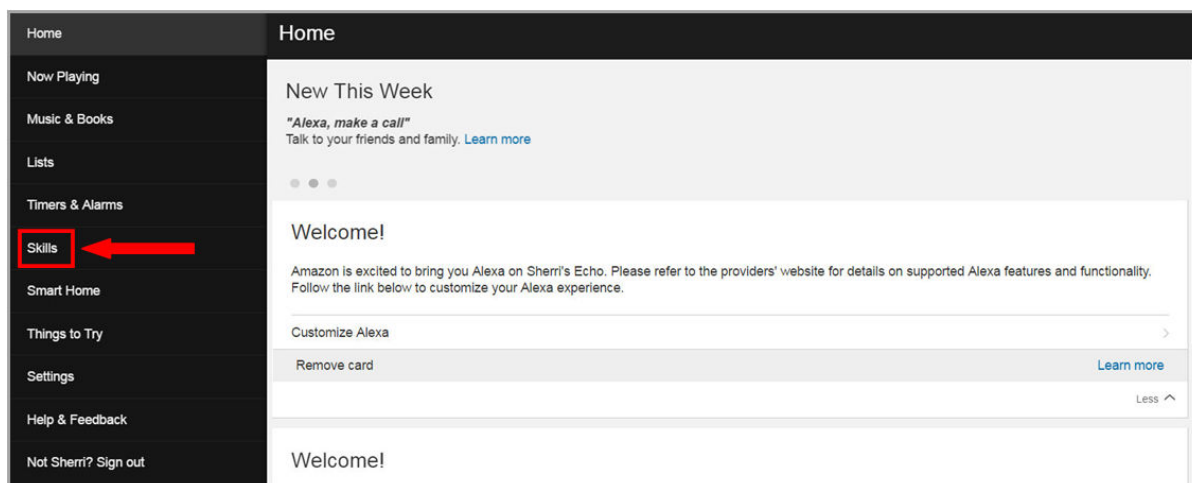 Home
Now Playing
Music & Books
Lists
Timers & Alarms
Skills
Smart Home
Things to Try
Settings
Help & Feedback
Not Sherri? Sign out
Home
New This Week
"Alexa, make a call"
Talk to your friends and family. Learn more
Welcome!
Amazon is excited to bring you Alexa on Sherri's Echo. Please refer to the providers' website for details on supported Alexa features and functionality.
Follow the link below to customize your Alexa experience.
Customize Alexa
Remove card Learn more
Less
Welcome!